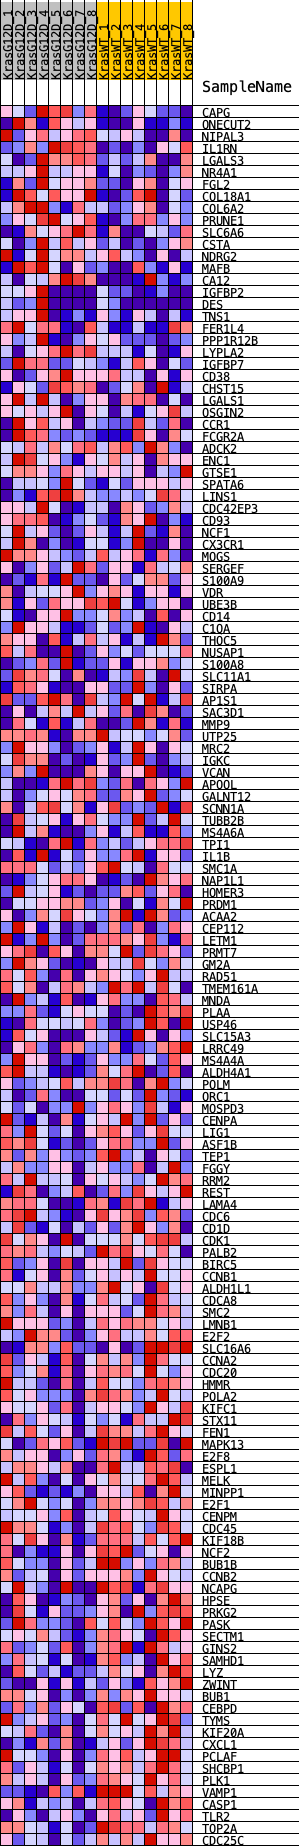 KrasG12D_1
KrasG12D_2
KrasG12D_3
KrasG12D_4
KrasG12D_5
KrasG12D_6
KrasG12D_7
KrasG12D_8
KrasWT_1
KrasWT_2
KrasWT_3
KrasWT_4
KrasWT_5
KrasWT_6
KrasWT_7
KrasWT_8
SampleName
CAPG
ONECUT2
NIPAL3
IL1RN
LGALS3
NR4A1
FGL2
COL18A1
COL6A2
PRUNE1
SLC6A6
CSTA
NDRG2
MAFB
CA12
IGFBP2
DES
TNS1
FER1L4
PPP1R12B
LYPLA2
IGFBP7
CD38
CHST15
LGALS1
OSGIN2
CCR1
FCGR2A
ADCK2
ENC1
GTSE1
SPATA6
LINS1
CDC42EP3
CD93
NCF1
CX3CR1
MOGS
SERGEF
S100A9
VDR
UBE3B
CD14
C1QA
THOC5
NUSAP1
S100A8
SLC11A1
SIRPA
AP1S1
SAC3D1
MMP9
UTP25
MRC2
IGKC
VCAN
APOOL
GALNT12
SCNN1A
TUBB2B
MS4A6A
TPI1
IL1B
SMC1A
NAP1L1
HOMER3
PRDM1
ACAA2
CEP112
LETM1
PRMT7
GM2A
RAD51
TMEM161A
MNDA
PLAA
USP46
SLC15A3
LRRC49
MS4A4A
ALDH4A1
POLM
ORC1
MOSPD3
CENPA
LIG1
ASF1B
TEP1
FGGY
RRM2
REST
LAMA4
CDC6
CD1D
CDK1
PALB2
BIRC5
CCNB1
ALDH1L1
CDCA8
SMC2
LMNB1
E2F2
SLC16A6
CCNA2
CDC20
HMMR
POLA2
KIFC1
STX11
FEN1
MAPK13
E2F8
ESPL1
MELK
MINPP1
E2F1
CENPM
CDC45
KIF18B
NCF2
BUB1B
CCNB2
NCAPG
HPSE
PRKG2
PASK
SECTM1
GINS2
SAMHD1
LYZ
ZWINT
BUB1
CEBPD
TYMS
KIF20A
CXCL1
PCLAF
SHCBP1
PLK1
VAMP1
CASP1
TLR2
TOP2A
CDC25C